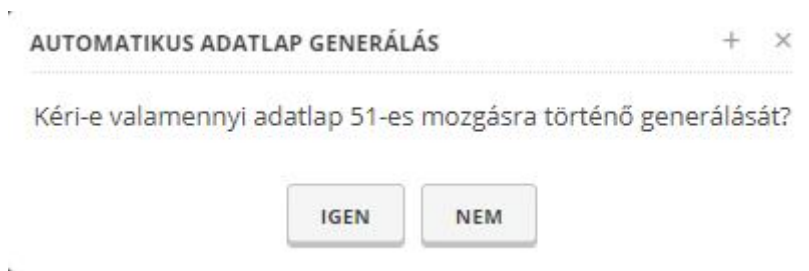 AUTOMATIKUS ADATLAP GENERÁLÁS
Kéri-e valamennyi adatlap 51-es mozgásra történő generálását?
IGEN NEM